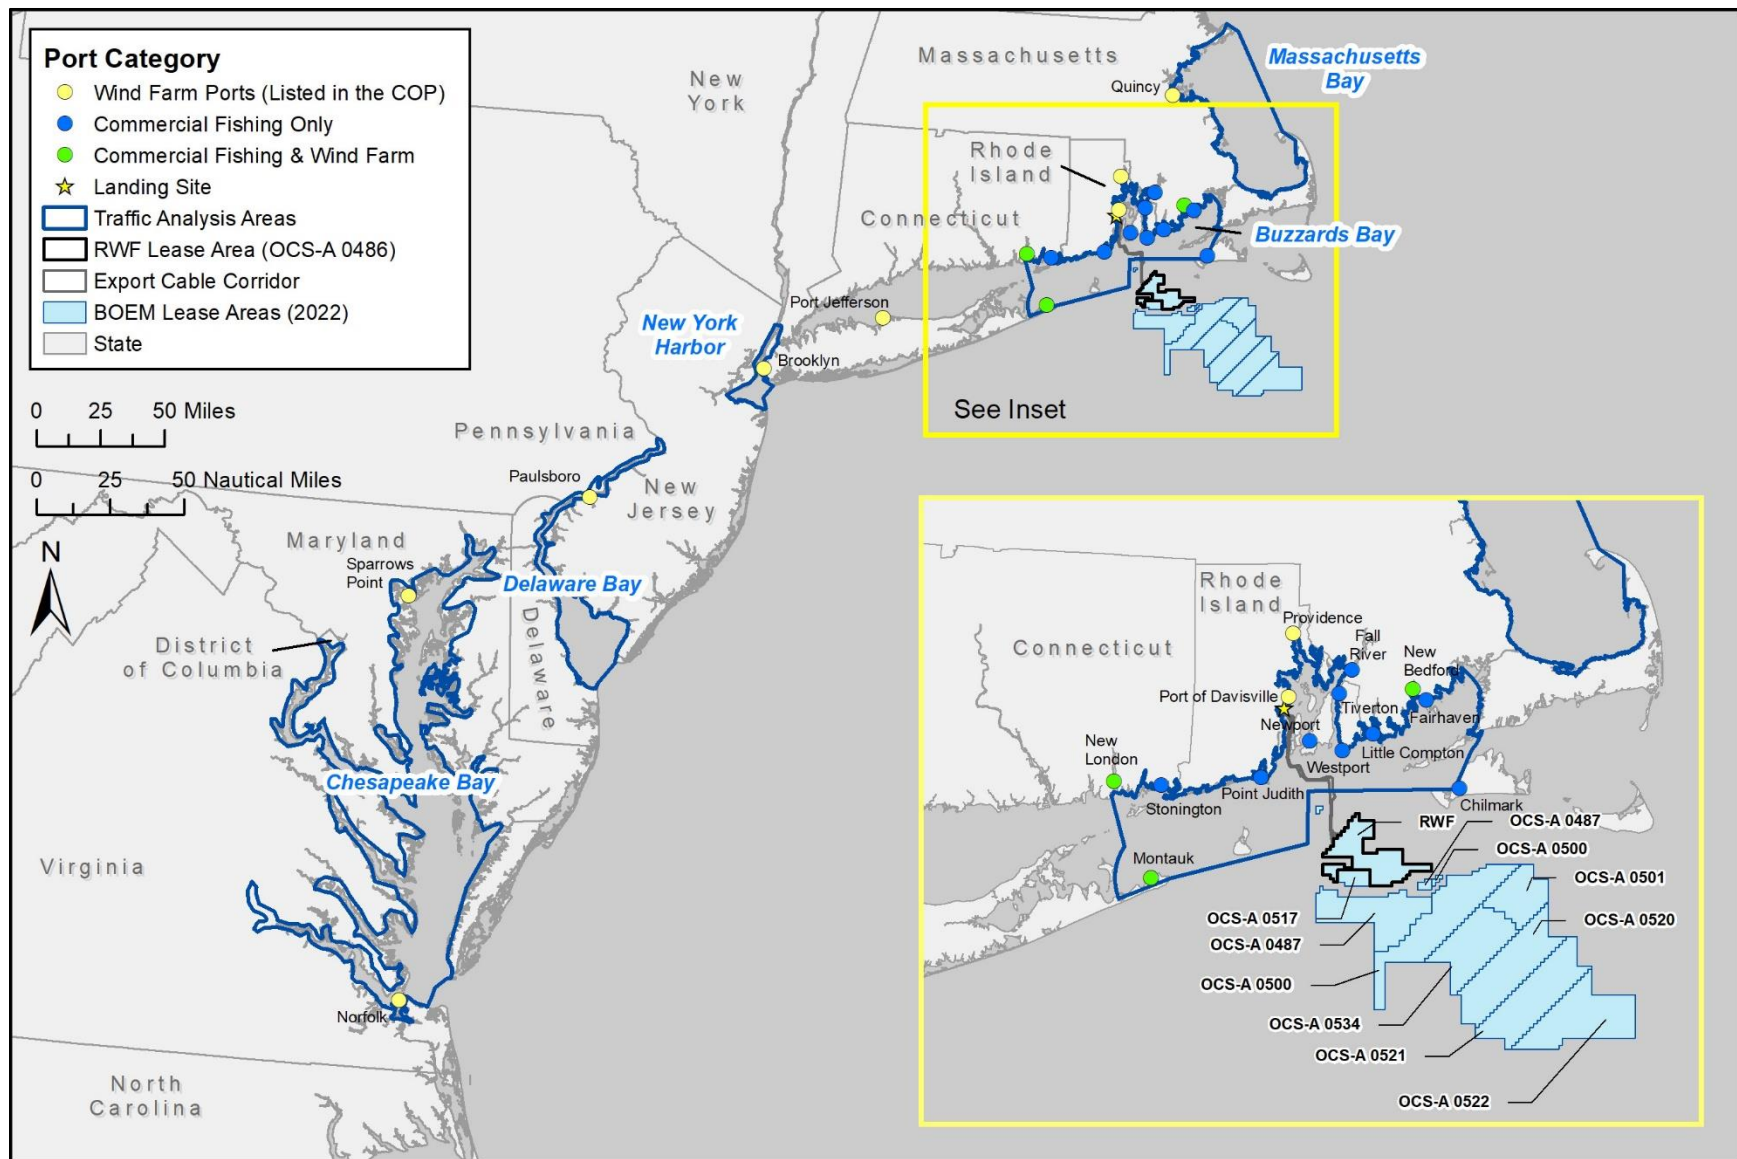 Port Category
Wind Farm Ports (Listed in the COP)
Commercial Fishing Only
Commercial Fishing & Wind Farm
Landing Site
Traffic Analysis Areas
RWF Lease Area (OCS-A 0486)
Export Cable Corridor
BOEM Lease Areas (2022)
State
0 25 50 Miles
0 25 50 Nautical Miles
N
New
York
Massachusetts
Massachusetts
Bay
Quincy
Rhode
Island
Connecticut
Buzzards Bay
Port Jefferson
New York
Harbor
Brooklyn
See Inset
Pennsylvania
Paulsboro
New
Jersey
Maryland
Sparrows
Point
Delaware Bay
Delaware
District
of Columbia
Chesapeake Bay
Virginia
Norfolk
North
Carolina
Rhode
Island
Connecticut
Providence
Fall
River
New
Bedford
Port of Davisville
Newport
Tiverton
Fairhaven
Little Compton
Westport
New
London
Stonington
Point Judith
Chilmark
Montauk
RWF
OCS-A 0487
OCS-A 0500
OCS-A 0501
OCS-A 0520
OCS-A 0517
OCS-A 0487
OCS-A 0500
OCS-A 0534
OCS-A 0521
OCS-A 0522